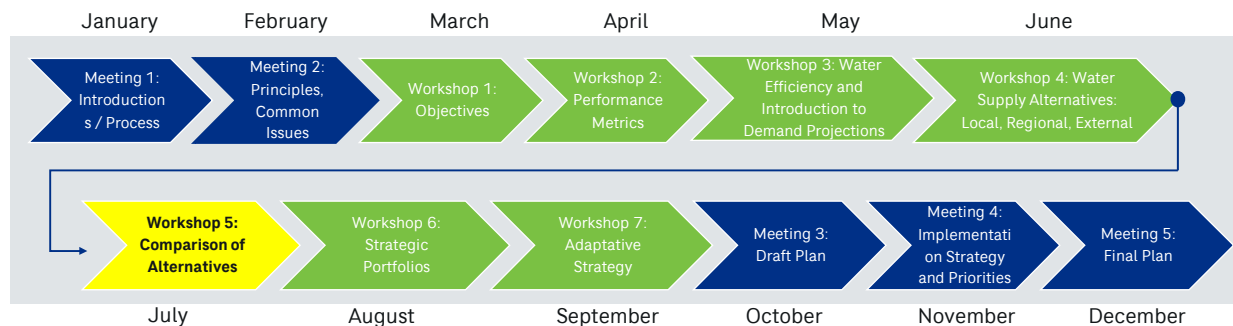 January February March April May June
Meeting 1:
Introduction
s / Process
Meeting 2:
Principles,
Common
Issues
Workshop 1:
Objectives
Workshop 2:
Performance
Metrics
Workshop 3: Water
Efficiency and
Introduction to
Demand Projections
Workshop 4: Water
Supply Alternatives:
Local, Regional, External
Workshop 5:
Comparison of
Alternatives
Workshop 6:
Strategic
Portfolios
Workshop 7:
Adaptative
Strategy
Meeting 3:
Draft Plan
Meeting 4:
Implementati
on Strategy
and Priorities
Meeting 5:
Final Plan
July August September October November December